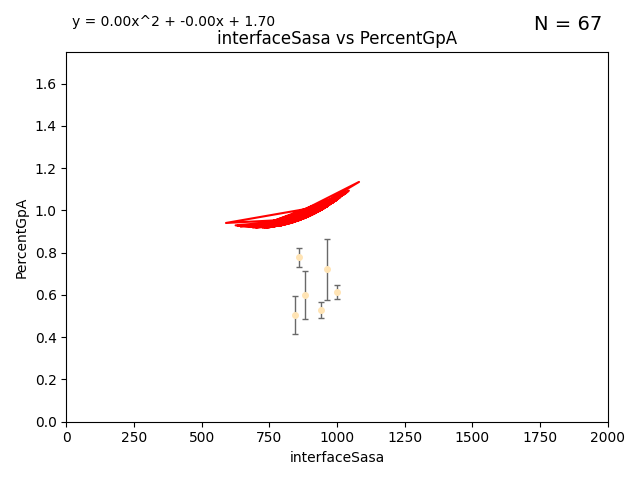 y = 0.00x^2 + -0.00x + 1.70
N = 67
interfaceSasa vs PercentGpA
PercentGpA
1.6
1.4
1.2
1.0
0.8
0.6
0.4
0.2
0.0
0 250 500 750 1000 1250 1500 1750 2000
interfaceSasa